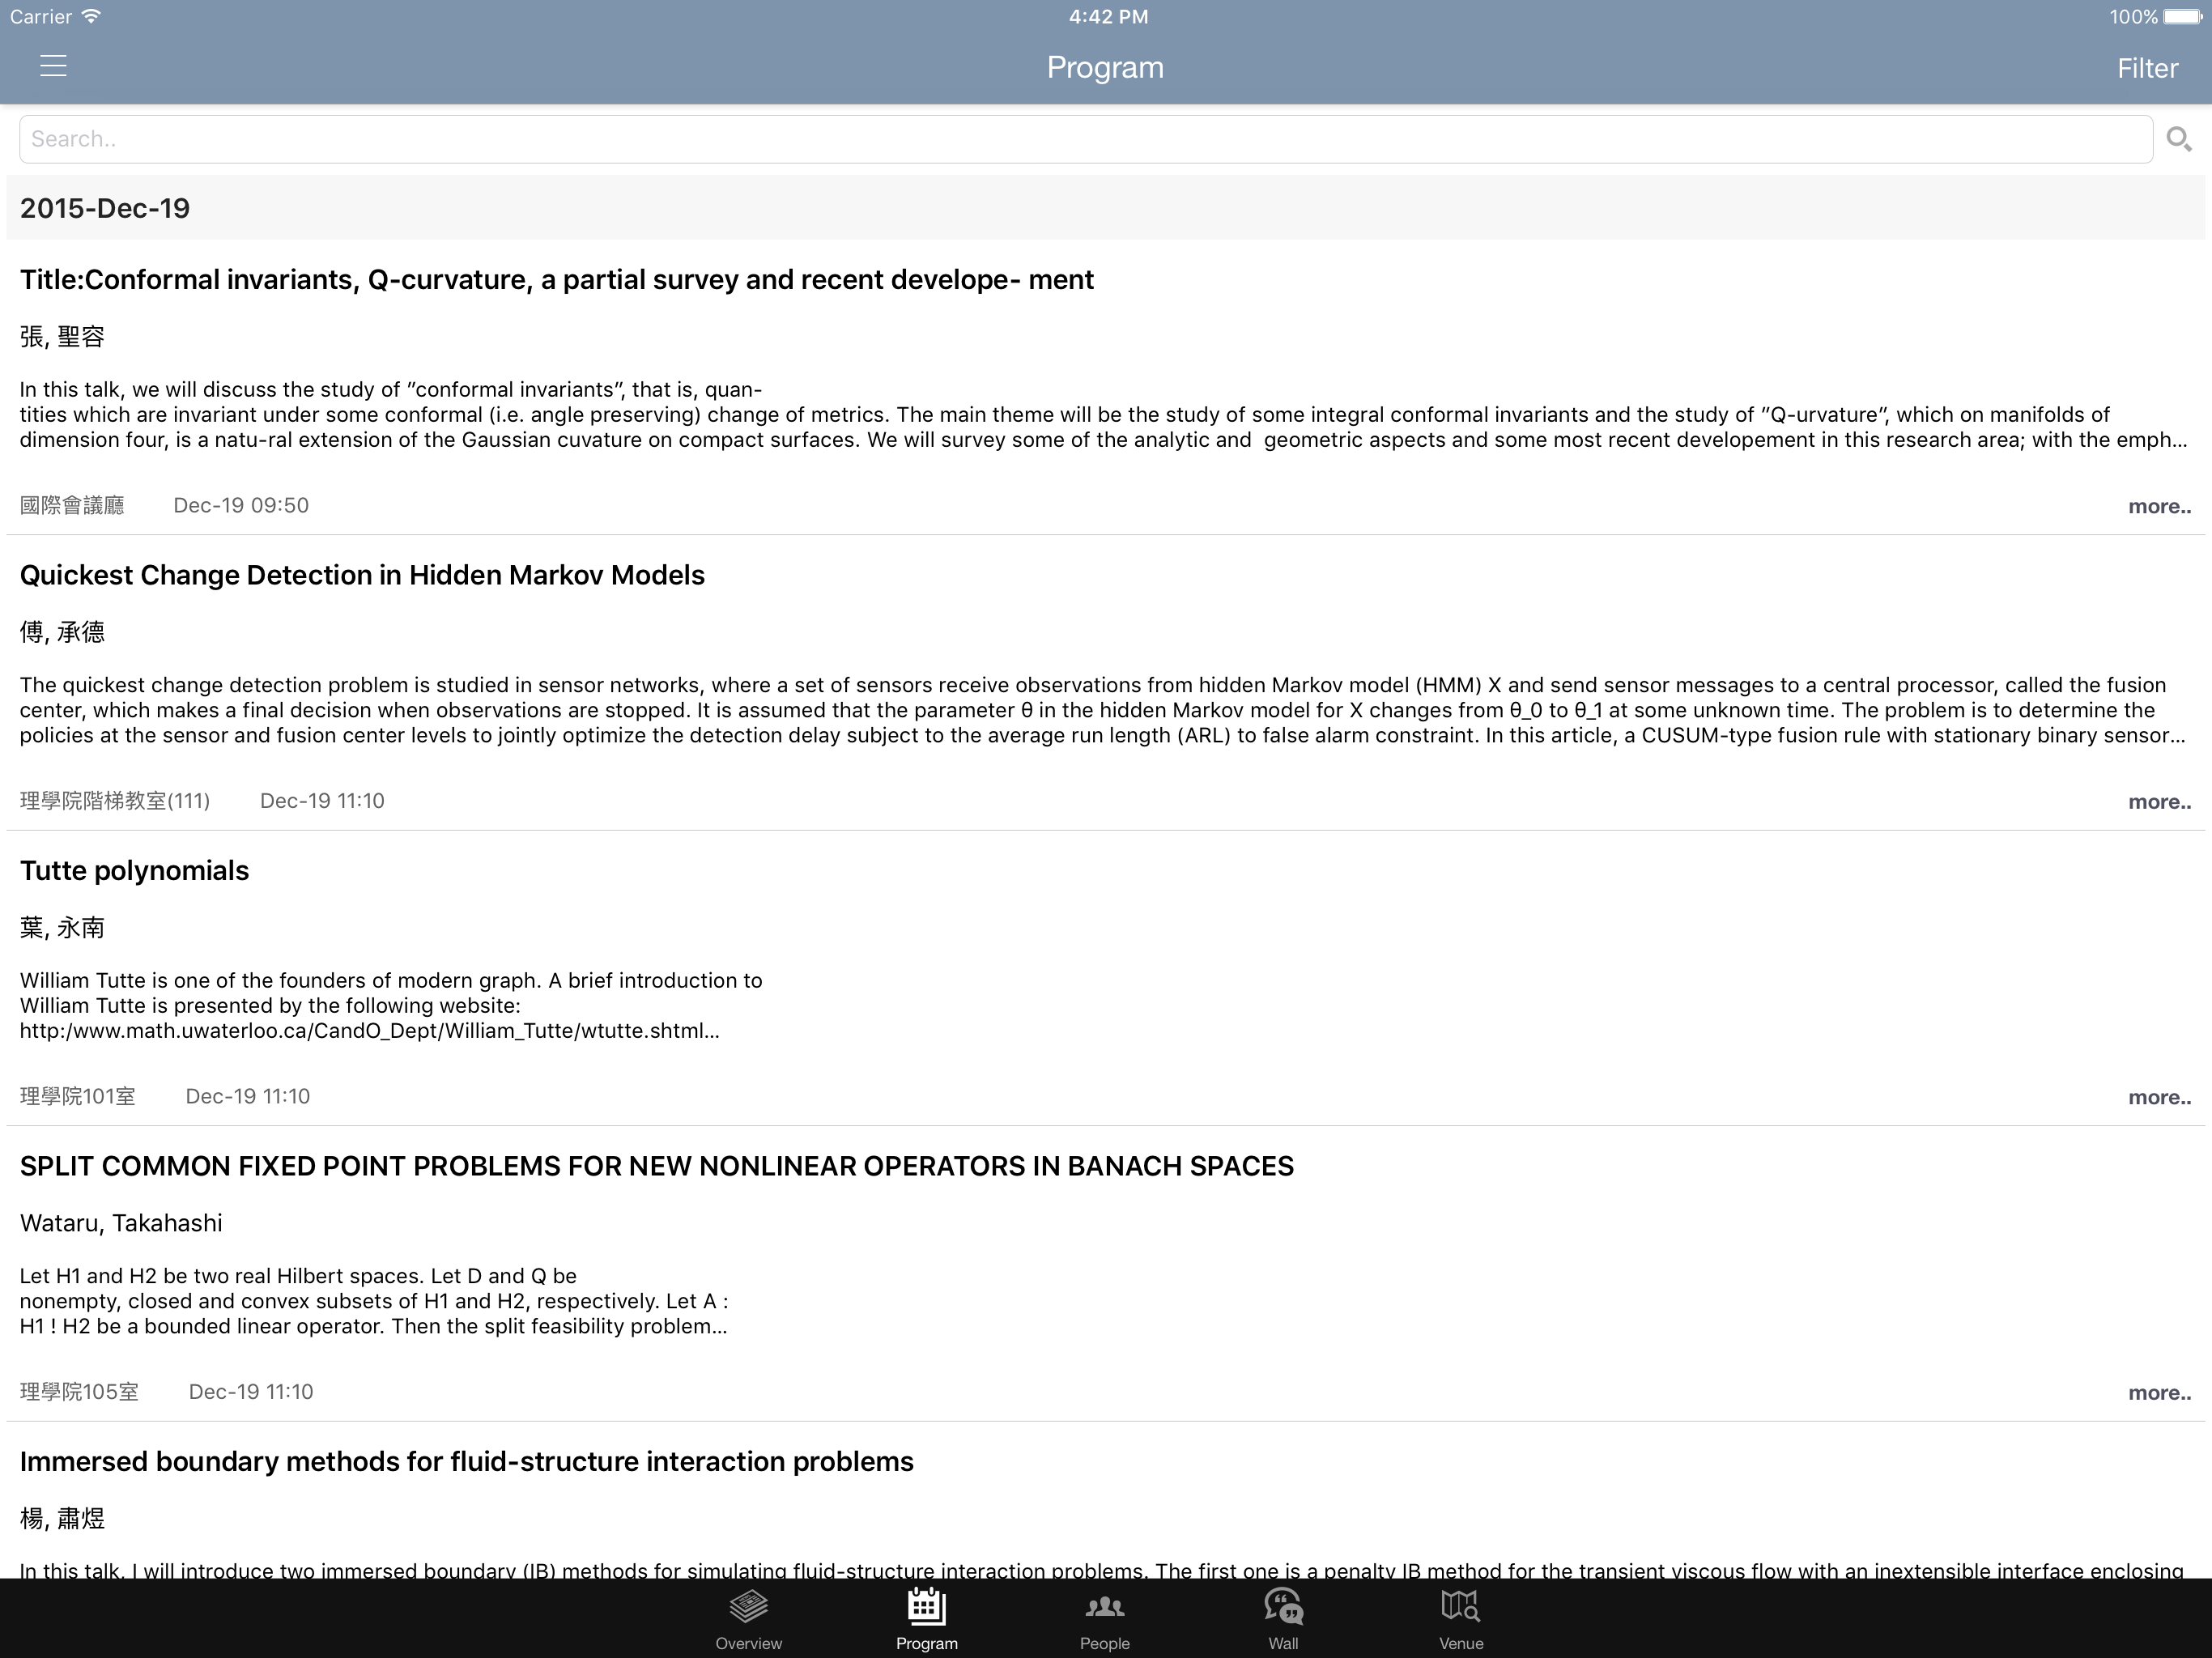 Carrier 4:42 PM 100%
Program Filter
Search..
2015-Dec-19
Title:Conformal invariants, Q-curvature, a partial survey and recent develope- ment
張, 聖容
In this talk, we will discuss the study of ”conformal invariants”, that is, quan-
tities which are invariant under some conformal (i.e. angle preserving) change of metrics. The main theme will be the study of some integral conformal invariants and the study of ”Q-urvature”, which on manifolds of
dimension four, is a natu-ral extension of the Gaussian cuvature on compact surfaces. We will survey some of the analytic and  geometric aspects and some most recent developement in this research area; with the emph...
國際會議廳 Dec-19 09:50 more..
Quickest Change Detection in Hidden Markov Models
傅, 承德
The quickest change detection problem is studied in sensor networks, where a set of sensors receive observations from hidden Markov model (HMM) X and send sensor messages to a central processor, called the fusion
center, which makes a final decision when observations are stopped. It is assumed that the parameter θ in the hidden Markov model for X changes from θ_0 to θ_1 at some unknown time. The problem is to determine the
policies at the sensor and fusion center levels to jointly optimize the detection delay subject to the average run length (ARL) to false alarm constraint. In this article, a CUSUM-type fusion rule with stationary binary sensor...
理學院階梯教室(111) Dec-19 11:10 more..
Tutte polynomials
葉, 永南
William Tutte is one of the founders of modern graph. A brief introduction to
William Tutte is presented by the following website:
http:/www.math.uwaterloo.ca/CandO_Dept/William_Tutte/wtutte.shtml...
理學院101室 Dec-19 11:10 more..
SPLIT COMMON FIXED POINT PROBLEMS FOR NEW NONLINEAR OPERATORS IN BANACH SPACES
Wataru, Takahashi
Let H1 and H2 be two real Hilbert spaces. Let D and Q be
nonempty, closed and convex subsets of H1 and H2, respectively. Let A :
H1 ! H2 be a bounded linear operator. Then the split feasibility problem...
理學院105室 Dec-19 11:10 more..
Immersed boundary methods for fluid-structure interaction problems
楊, 肅煜
In this talk, I will introduce two immersed boundary (IB) methods for simulating fluid-structure interaction problems. The first one is a penalty IB method for the transient viscous flow with an inextensible interface enclosing
Overview Program People Wall Venue